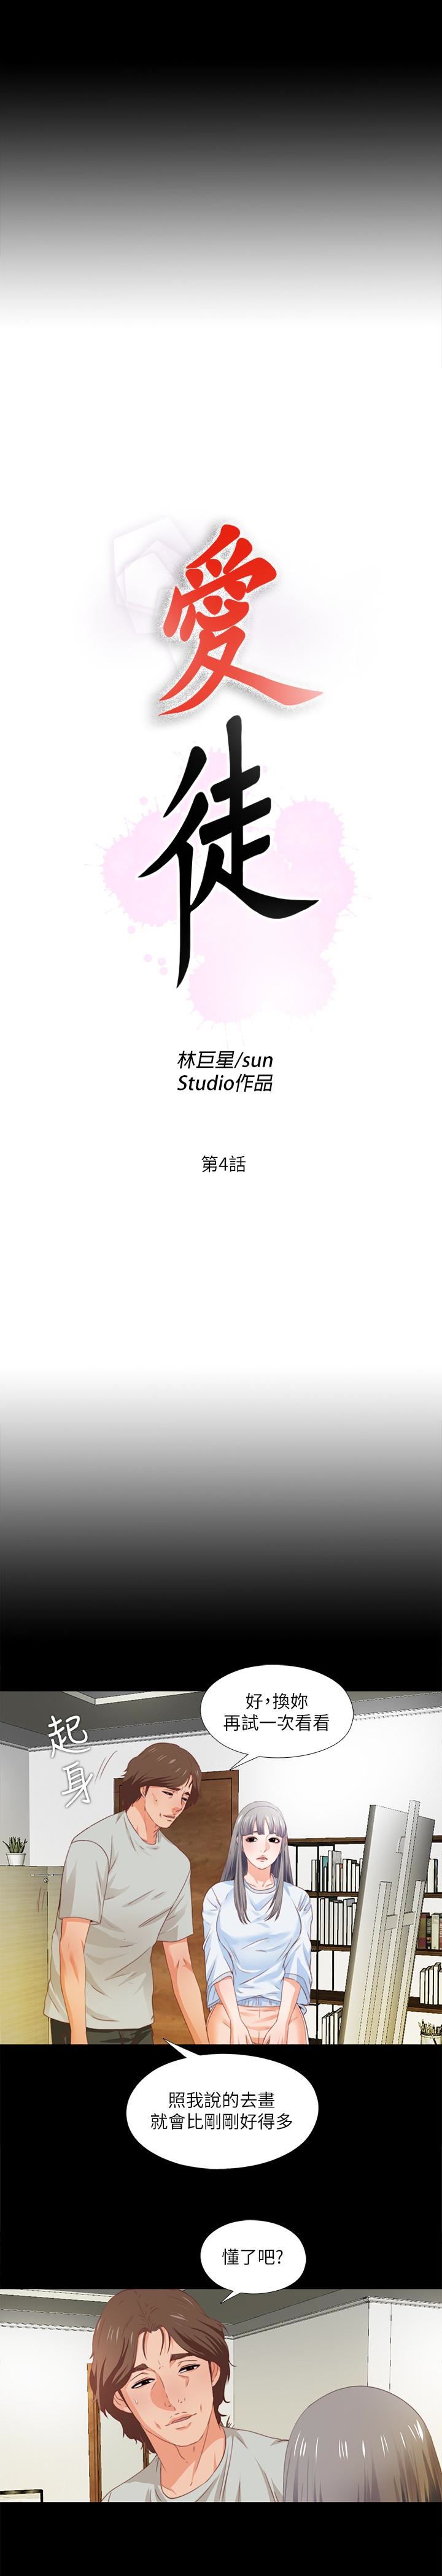 愛
徒
林巨星/sun
Studio作品
第4話
好,換妳
再試一次看看
起
身
照我說的去畫
就會比剛剛好得多
懂了吧?